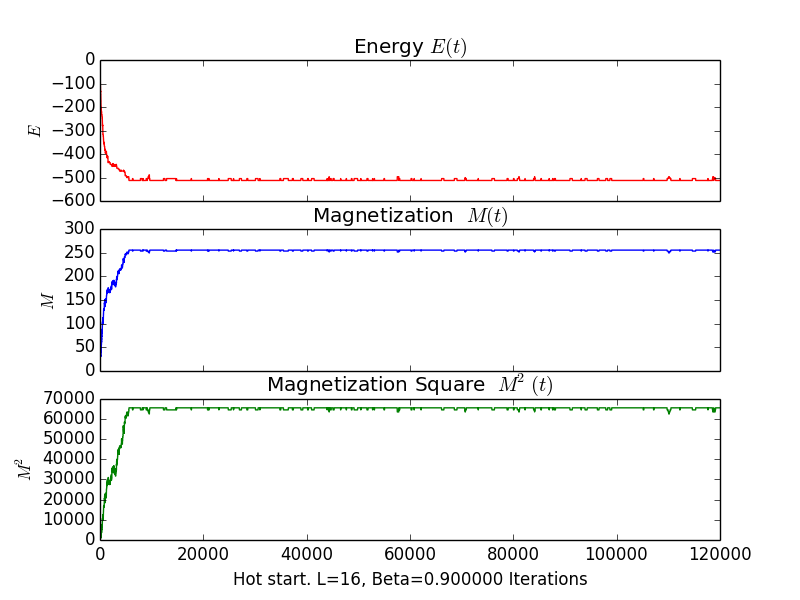 Energy E(t)
0
−100
−200
−300
−400
−500
−600
E
Magnetization M(t)
300
250
200
150
100
50
0
M
Magnetization Square M² (t)
70000
60000
50000
40000
30000
20000
10000
0
M²
0 20000 40000 60000 80000 100000 120000
Hot start. L=16, Beta=0.900000 Iterations